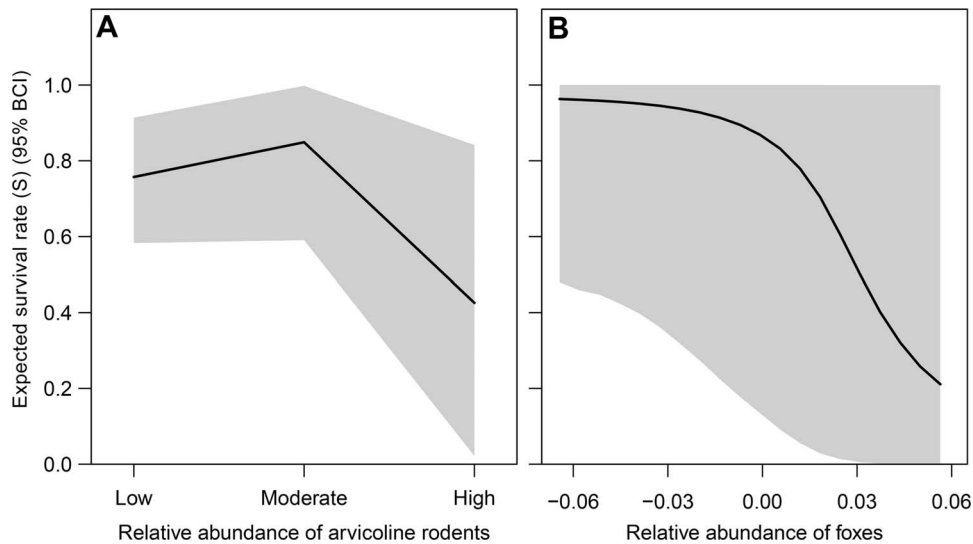 A
B
Expected survival rate (S) (95% BCI)
1.0
0.8
0.6
0.4
0.2
0.0
Low Moderate High
−0.06 −0.03 0.00 0.03 0.06
Relative abundance of arvicoline rodents
Relative abundance of foxes